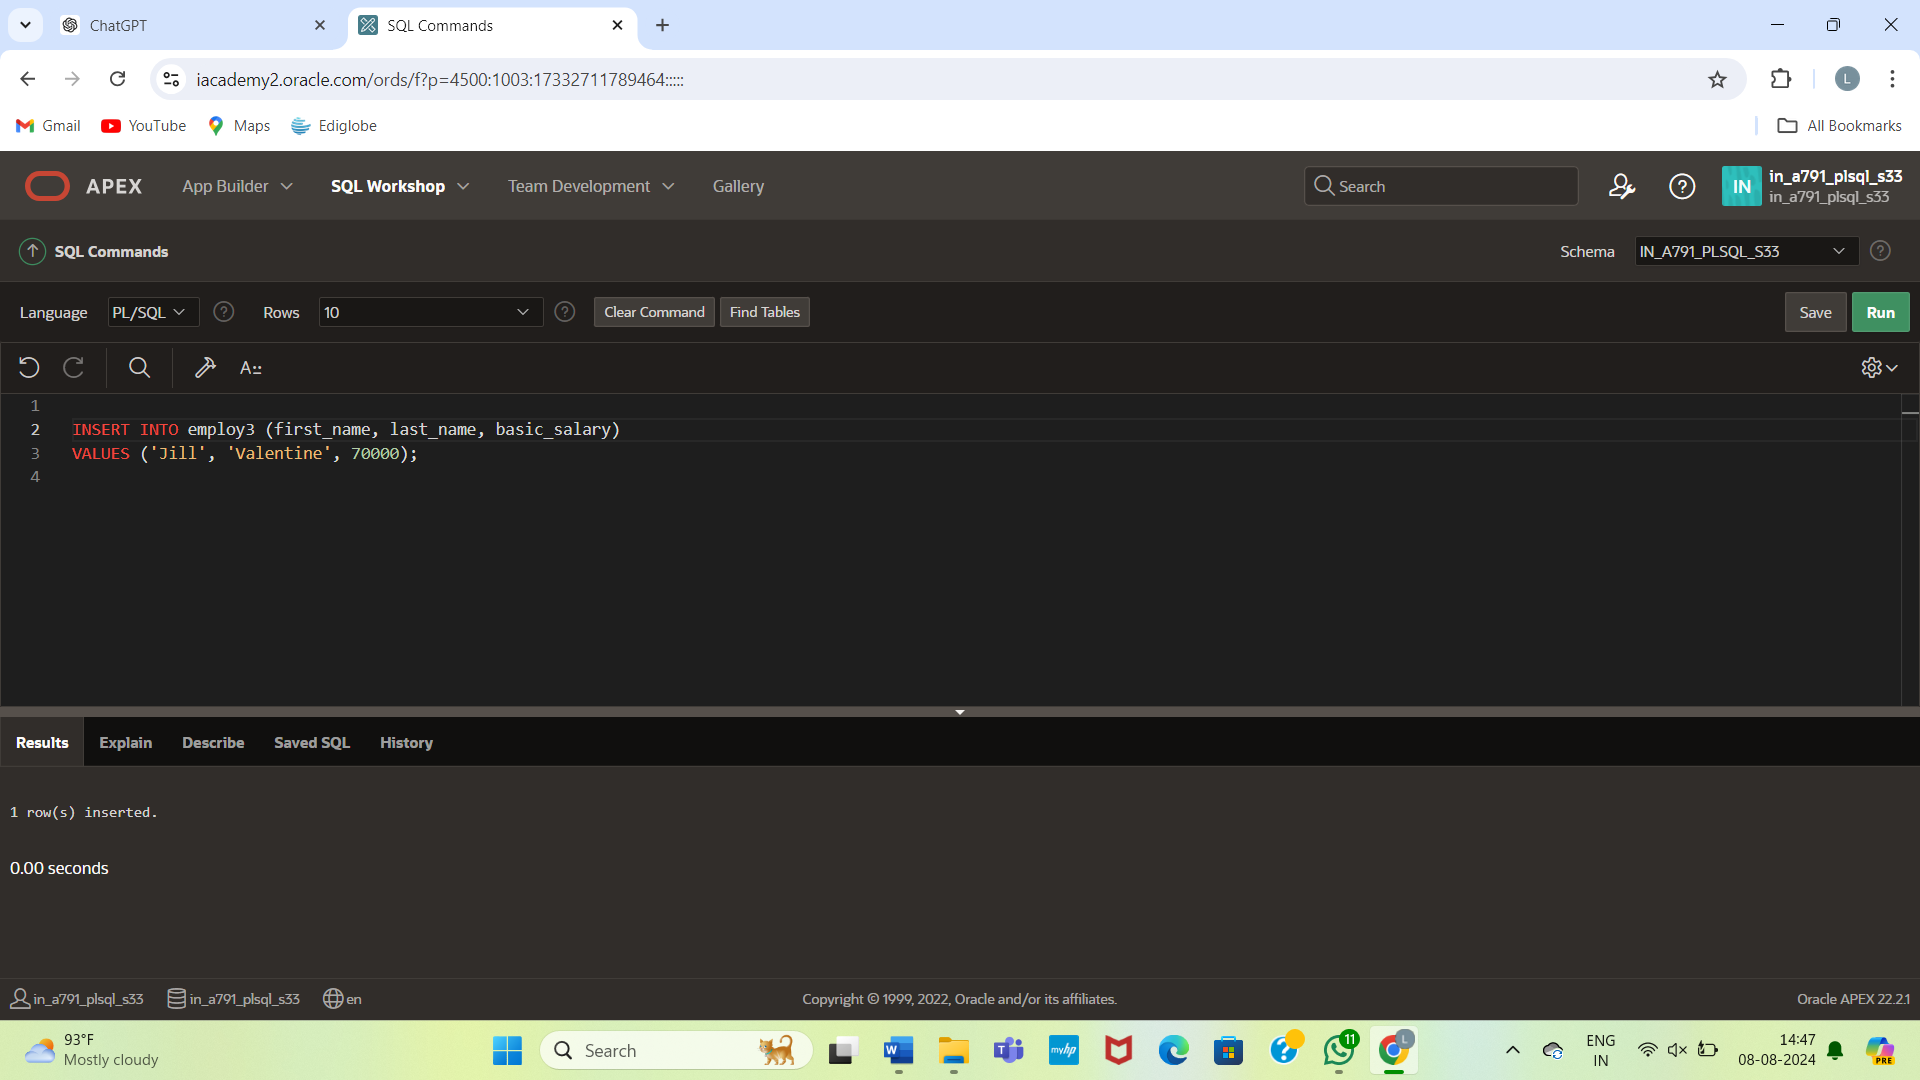 ChatGPT
SQL Commands
iacademy2.oracle.com/ords/f?p=4500:1003:17332711789464:::::
L
Gmail
YouTube
Maps
Ediglobe
All Bookmarks
APEX
App Builder
SQL Workshop
Team Development
Gallery
Search
?
IN
in_a791_plsql_s33
in_a791_plsql_s33
SQL Commands
Schema
IN_A791_PLSQL_S33
?
Language
PL/SQL
?
Rows
10
?
Clear Command
Find Tables
Save
Run
A::
1
2 INSERT INTO employ3 (first_name, last_name, basic_salary)
3 VALUES ('Jill', 'Valentine', 70000);
4
Results
Explain
Describe
Saved SQL
History
1 row(s) inserted.
0.00 seconds
in_a791_plsql_s33
in_a791_plsql_s33
en
Copyright © 1999, 2022, Oracle and/or its affiliates.
Oracle APEX 22.2.1
93°F
Mostly cloudy
Search
W
T
myhp
?
11
L
ENG
IN
14:47
08-08-2024
PRE